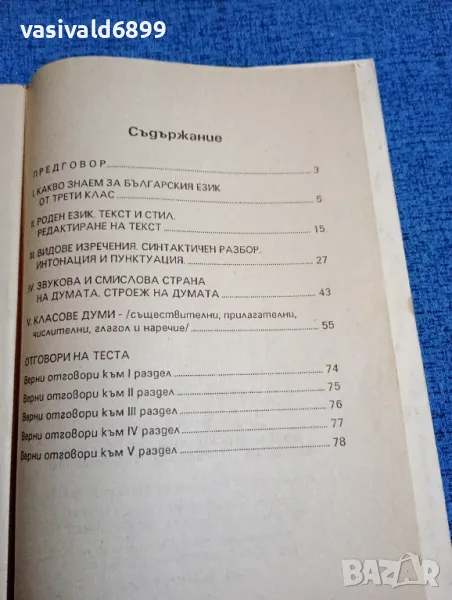 vasivald6899
Съдържание
ПРЕДГОВОР 3
I. КАКВО ЗНАЕМ ЗА БЪЛГАРСКИЯ ЕЗИК
ОТ ТРЕТИ КЛАС 5
II. РОДЕН ЕЗИК. ТЕКСТ И СТИЛ.
РЕДАКТИРАНЕ НА ТЕКСТ 15
III. ВИДОВЕ ИЗРЕЧЕНИЯ. СИНТАКТИЧЕН РАЗБОР.
ИНТОНАЦИЯ И ПУНКТУАЦИЯ. 27
IV. ЗВУКОВА И СМИСЛОВА СТРАНА
НА ДУМАТА. СТРОЕЖ НА ДУМАТА 43
V. КЛАСОВЕ ДУМИ - /съществителни, прилагателни,
числителни, глагол и наречие/ 55
ОТГОВОРИ НА ТЕСТА
Верни отговори към I раздел 74
Верни отговори към II раздел 75
Верни отговори към III раздел 76
Верни отговори към IV раздел 77
Верни отговори към V раздел 78
BAZAR